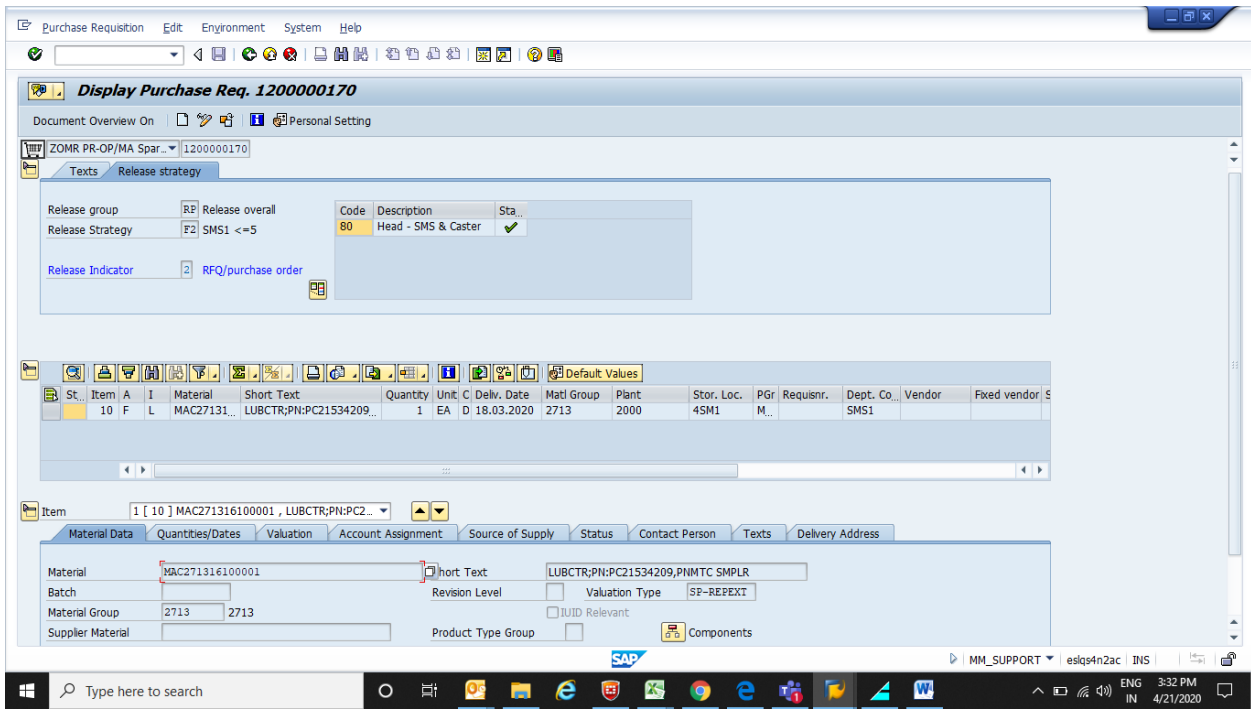 Purchase Requisition Edit Environment System Help
Display Purchase Req. 1200000170
Document Overview On Personal Setting
ZOMR PR-OP/MA Spar... 1200000170
Texts Release strategy
Release group RP Release overall Code Description Sta...
Release Strategy F2 SMS1 <=5 80 Head - SMS & Caster
Release Indicator 2 RFQ/purchase order
Default Values
St... Item A I Material Short Text Quantity Unit C Deliv. Date Matl Group Plant Stor. Loc. PGr Requisnr. Dept. Co... Vendor Fixed vendor S
10 F L MAC27131... LUBCTR;PN:PC21534209... 1 EA D 18.03.2020 2713 2000 4SM1 M... SMS1
Item 1 [ 10 ] MAC271316100001 , LUBCTR;PN:PC2...
Material Data Quantities/Dates Valuation Account Assignment Source of Supply Status Contact Person Texts Delivery Address
Material MAC271316100001 Short Text LUBCTR;PN:PC21534209,PNMTC SMPLR
Batch Revision Level Valuation Type SP-REPEXT
Material Group 2713 2713 IUID Relevant
Supplier Material Product Type Group Components
SAP MM_SUPPORT eslqs4n2ac INS
Type here to search ENG 3:32 PM
IN 4/21/2020